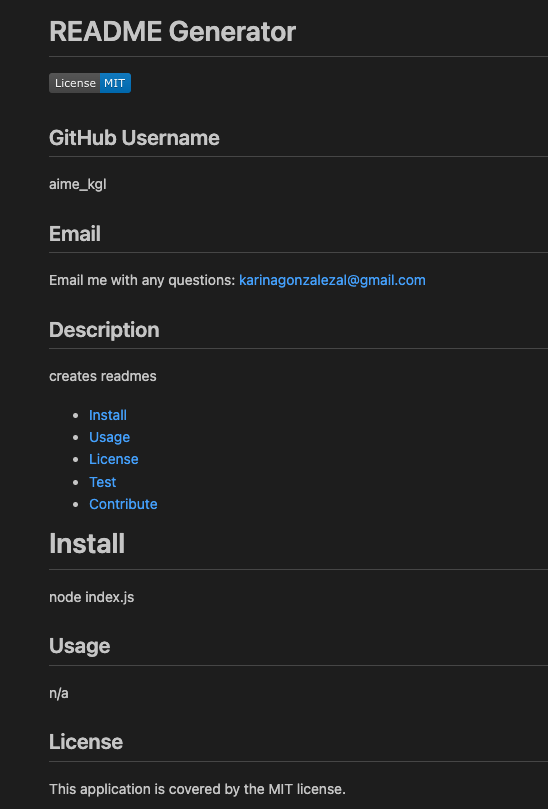 README Generator
License MIT
GitHub Username
aime_kgl
Email
Email me with any questions: karinagonzalezal@gmail.com
Description
creates readmes
Install
Usage
License
Test
Contribute
Install
node index.js
Usage
n/a
License
This application is covered by the MIT license.